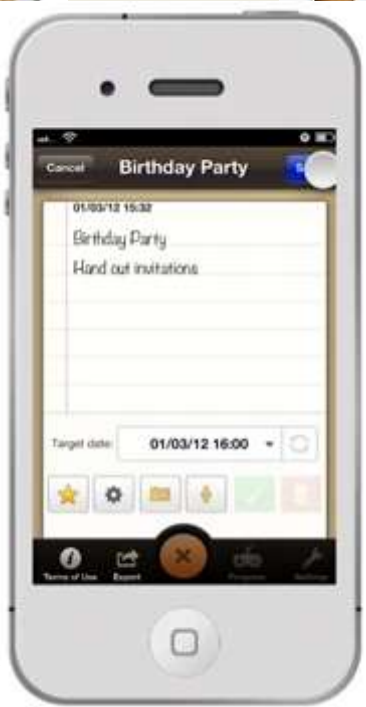 Cancel Birthday Party
01/03/12 15:32
Birthday Party
Hand out invitations
Target date: 01/03/12 16:00
Terms of Use Export Progress Settings